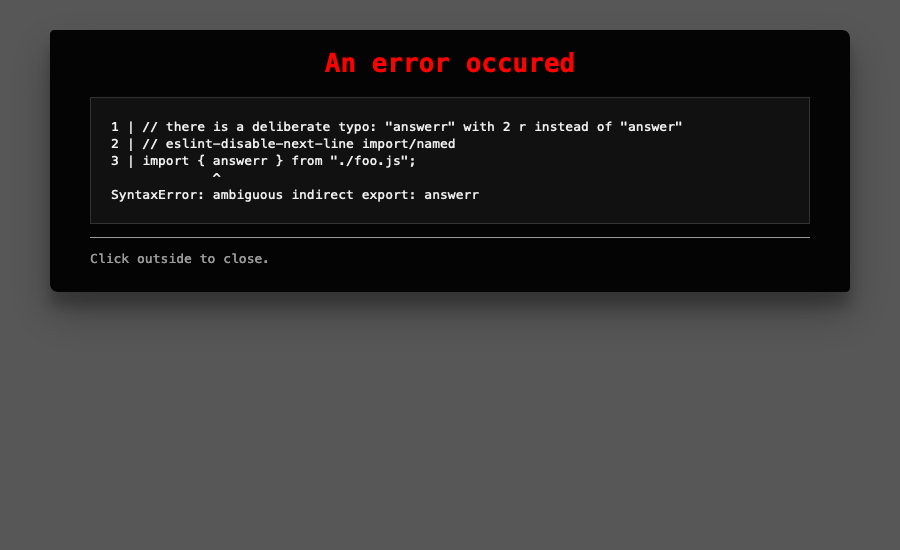 An error occured
1 | // there is a deliberate typo: "answerr" with 2 r instead of "answer"
2 | // eslint-disable-next-line import/named
3 | import { answerr } from "./foo.js";
^
SyntaxError: ambiguous indirect export: answerr
Click outside to close.